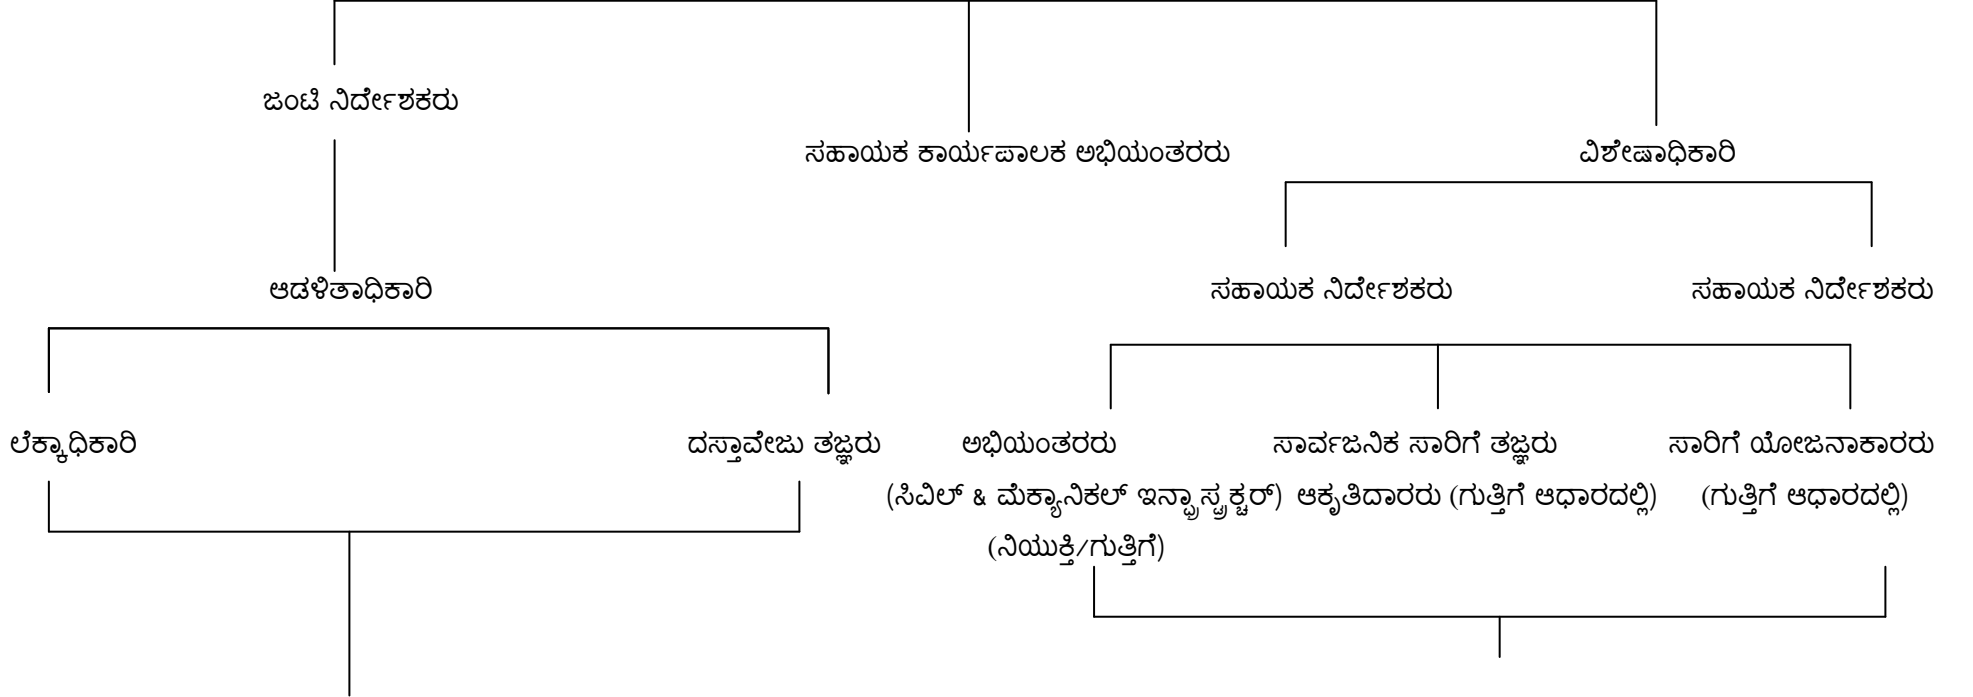 ಜಂಟಿ ನಿರ್ದೇಶಕರು
ಸಹಾಯಕ ಕಾರ್ಯಪಾಲಕ ಅಭಿಯಂತರರು ವಿಶೇಷಾಧಿಕಾರಿ
ಆಡಳಿತಾಧಿಕಾರಿ ಸಹಾಯಕ ನಿರ್ದೇಶಕರು ಸಹಾಯಕ ನಿರ್ದೇಶಕರು
ಲೆಕ್ಕಾಧಿಕಾರಿ ದಸ್ತಾವೇಜು ತಜ್ಞರು ಅಭಿಯಂತರರು ಸಾರ್ವಜನಿಕ ಸಾರಿಗೆ ತಜ್ಞರು ಸಾರಿಗೆ ಯೋಜನಾಕಾರರು
(ಸಿವಿಲ್ & ಮೆಕ್ಯಾನಿಕಲ್ ಇನ್ಫ್ರಾಸ್ಟ್ರಕ್ಚರ್) ಆಕೃತಿದಾರರು (ಗುತ್ತಿಗೆ ಆಧಾರದಲ್ಲಿ) (ಗುತ್ತಿಗೆ ಆಧಾರದಲ್ಲಿ)
(ನಿಯುಕ್ತಿ/ಗುತ್ತಿಗೆ)